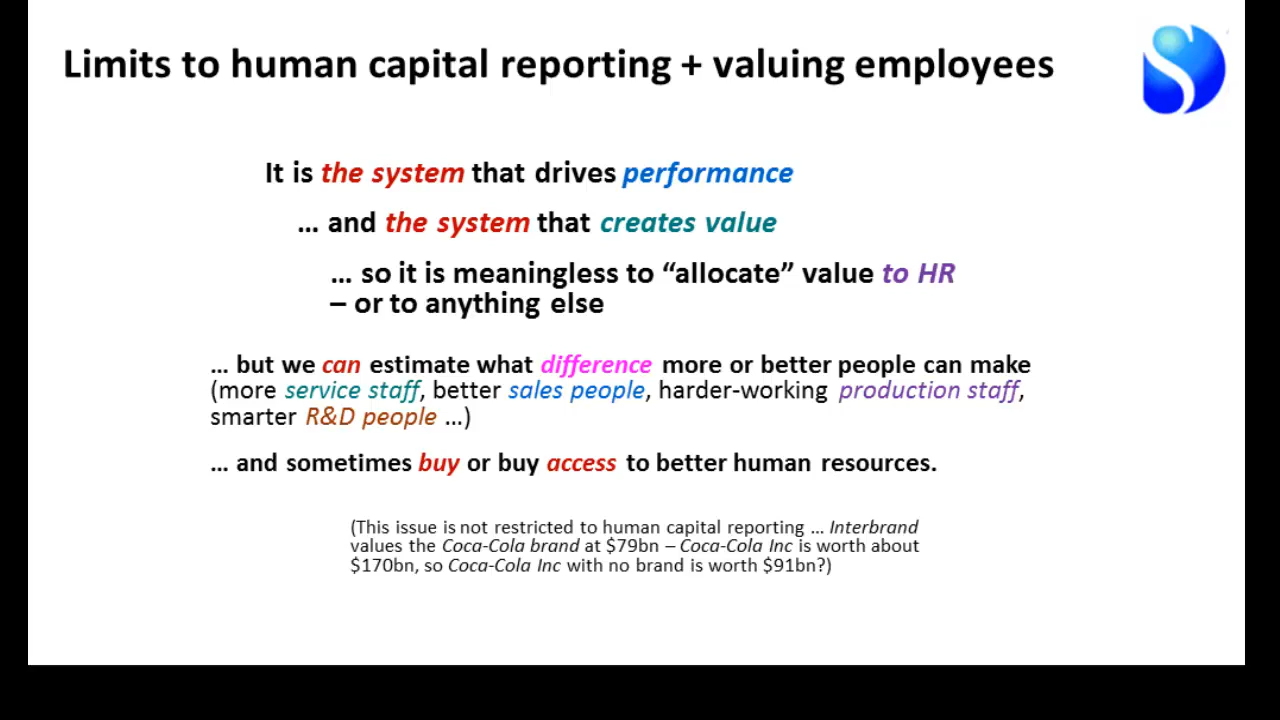 Limits to human capital reporting + valuing employees
It is the system that drives performance
… and the system that creates value
… so it is meaningless to “allocate” value to HR
– or to anything else
… but we can estimate what difference more or better people can make
(more service staff, better sales people, harder-working production staff,
smarter R&D people …)
… and sometimes buy or buy access to better human resources.
(This issue is not restricted to human capital reporting … Interbrand
values the Coca-Cola brand at $79bn – Coca-Cola Inc is worth about
$170bn, so Coca-Cola Inc with no brand is worth $91bn?)